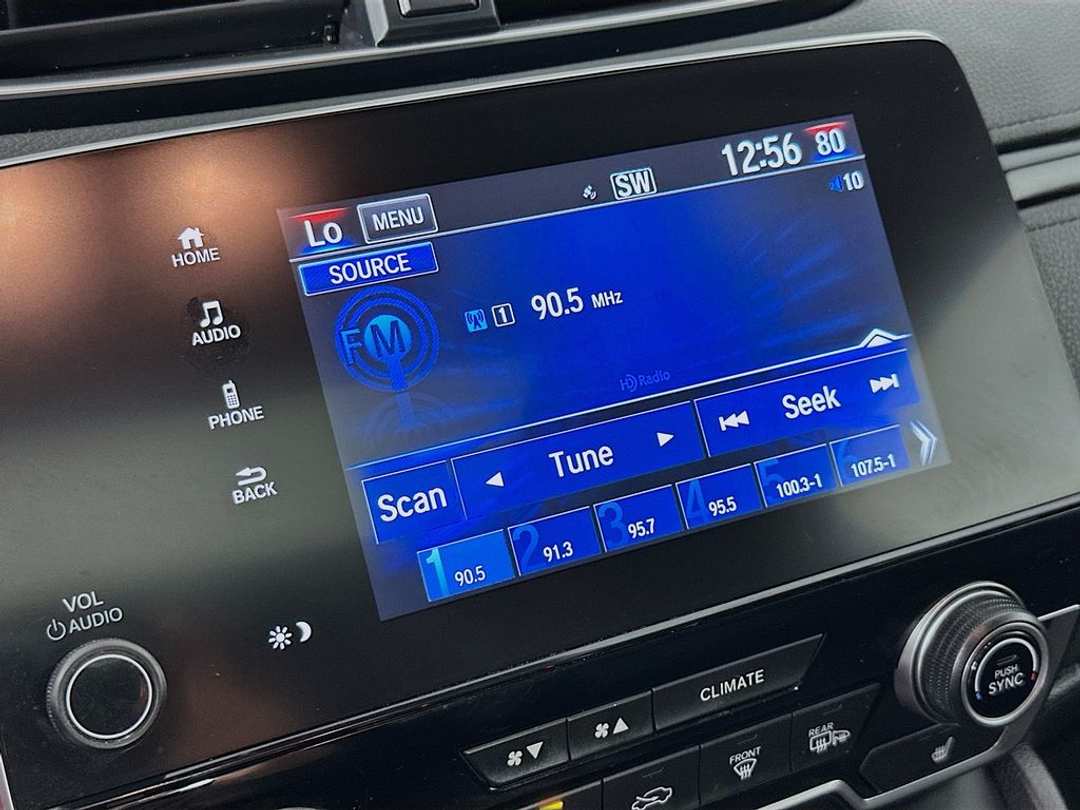 12:56 80
SW
10
Lo MENU
SOURCE
HOME
FM
1 90.5 MHz
AUDIO
HD Radio
PHONE
Seek
Tune
BACK
Scan
1 90.5
2 91.3
3 95.7
4 95.5
5 100.3-1
6 107.5-1
VOL
AUDIO
PUSH
SYNC
CLIMATE
REAR
FRONT